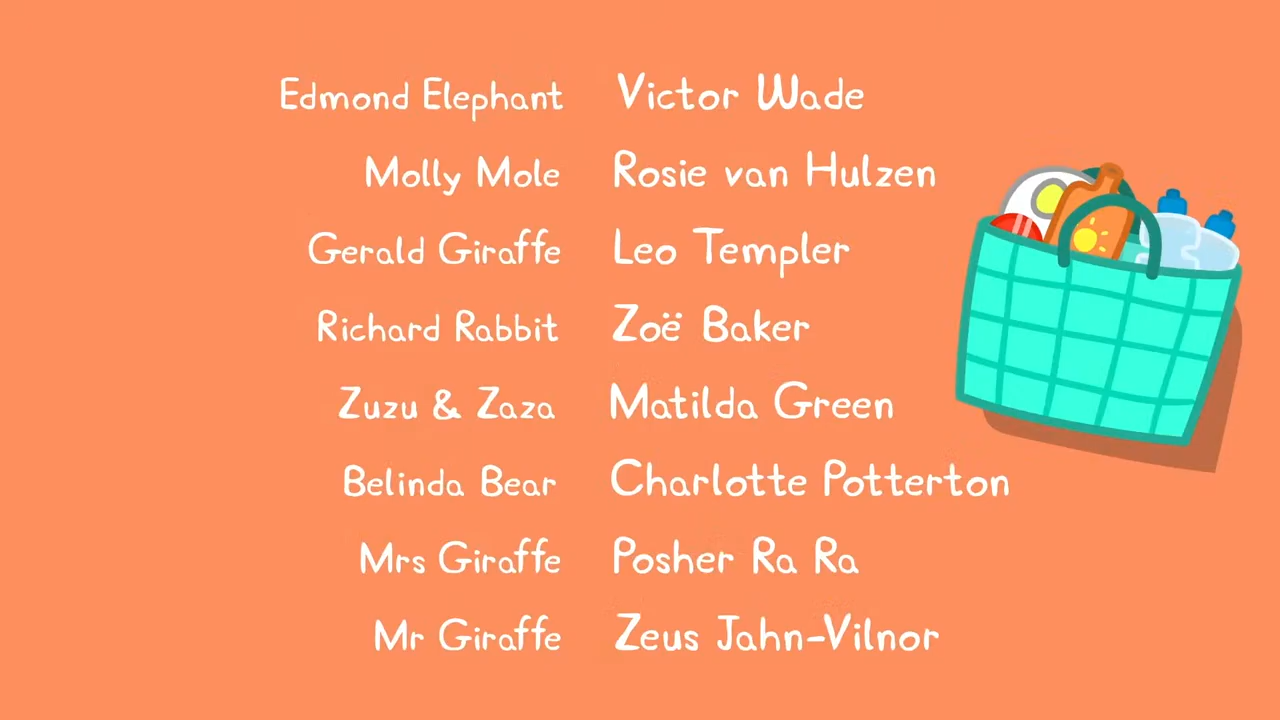 Edmond Elephant Victor Wade
Molly Mole Rosie van Hulzen
Gerald Giraffe Leo Templer
Richard Rabbit Zoë Baker
Zuzu & Zaza Matilda Green
Belinda Bear Charlotte Potterton
Mrs Giraffe Posher Ra Ra
Mr Giraffe Zeus Jahn-Vilnor